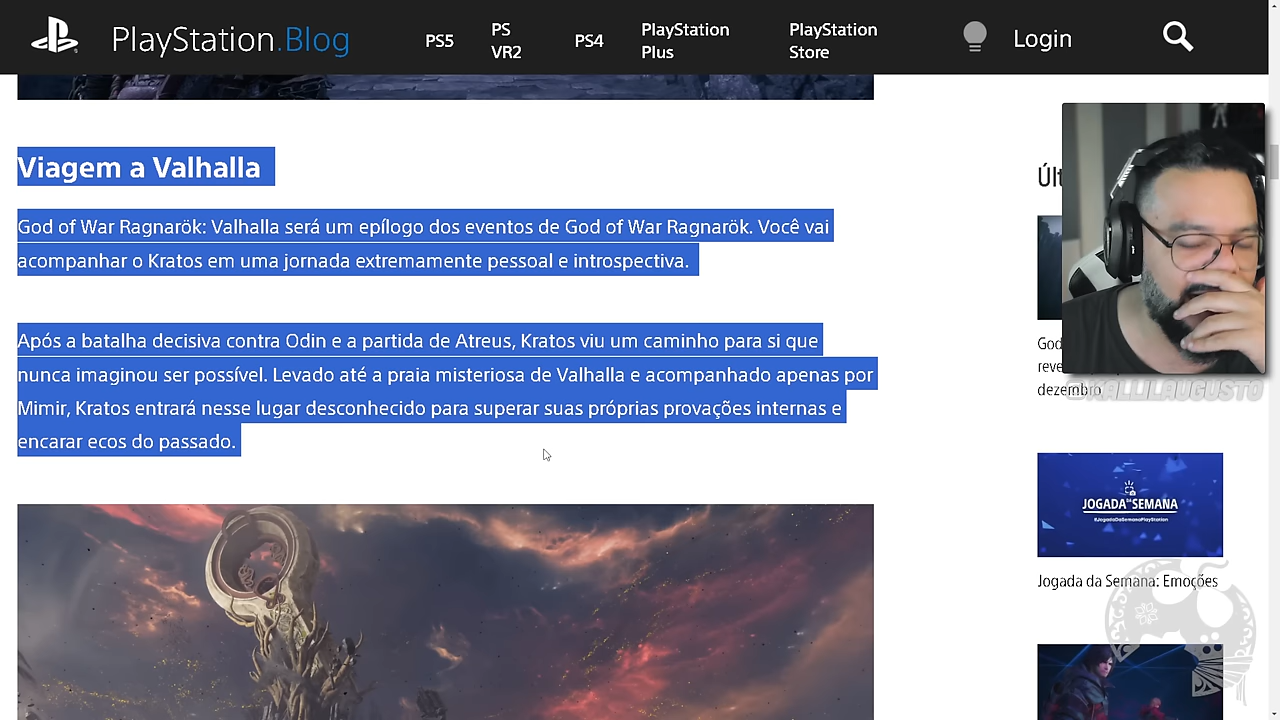 PlayStation.Blog
PS5
PS
VR2
PS4
PlayStation
Plus
PlayStation
Store
Login
Viagem a Valhalla
God of War Ragnarök: Valhalla será um epílogo dos eventos de God of War Ragnarök. Você vai
acompanhar o Kratos em uma jornada extremamente pessoal e introspectiva.
Após a batalha decisiva contra Odin e a partida de Atreus, Kratos viu um caminho para si que
nunca imaginou ser possível. Levado até a praia misteriosa de Valhalla e acompanhado apenas por
Mimir, Kratos entrará nesse lugar desconhecido para superar suas próprias provações internas e
encarar ecos do passado.
God
dezembro
JOGADA DA SEMANA
#JogadaDaSemanaPlayStation
Jogada da Semana: Emoções